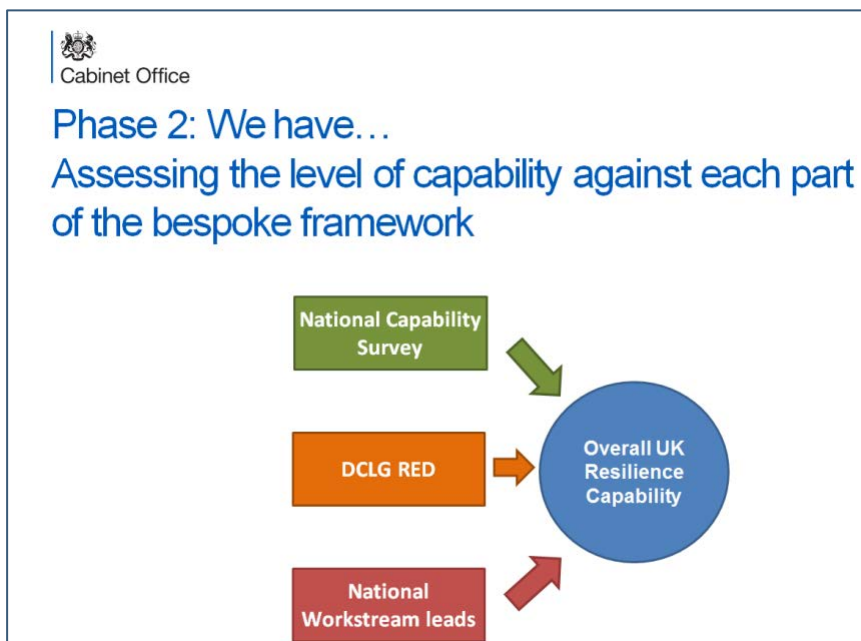 Cabinet Office
Phase 2: We have…
Assessing the level of capability against each part
of the bespoke framework
National Capability
Survey
DCLG RED
Overall UK
Resilience
Capability
National
Workstream leads